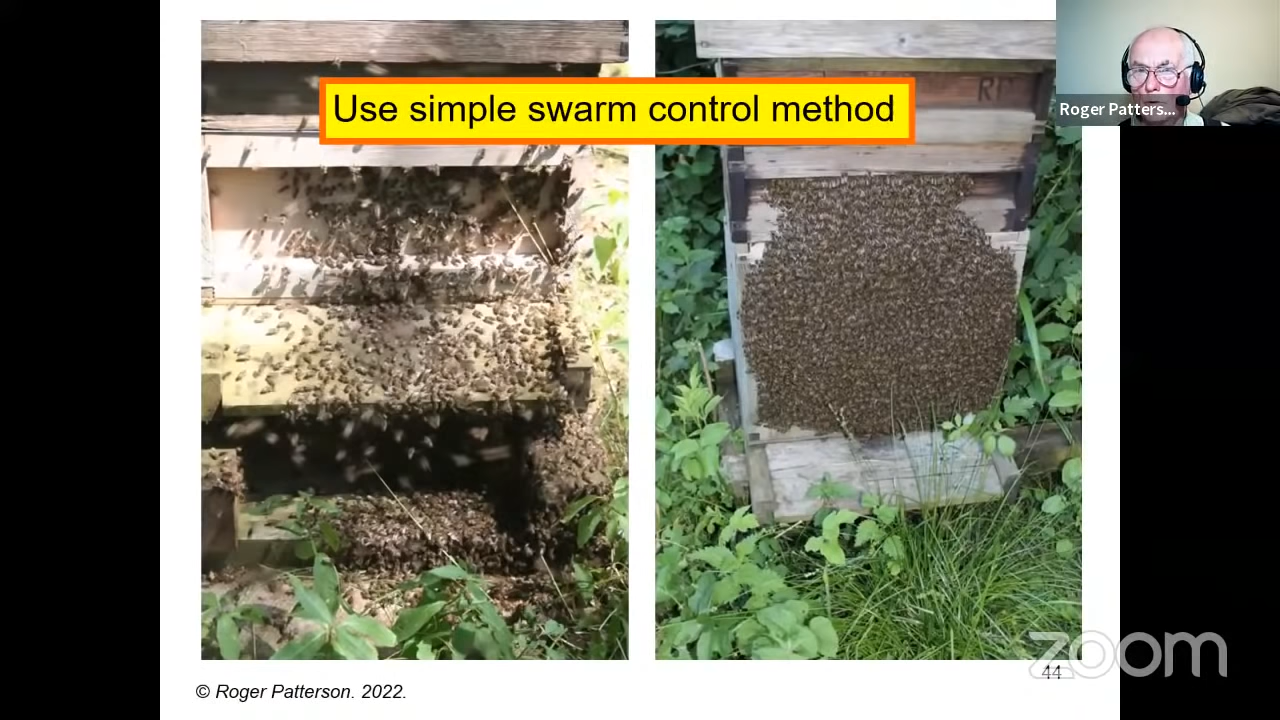 Use simple swarm control method
Roger Patters...
zoom
44
© Roger Patterson. 2022.